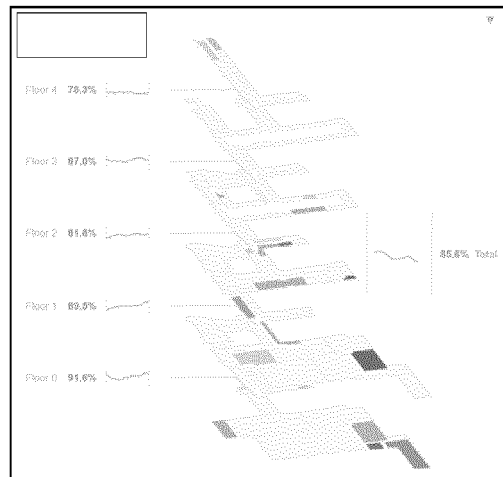 Floor 4 78.3%
Floor 3 87.0%
Floor 2 81.8%
85.6% Total
Floor 1 89.5%
Floor 0 91.6%